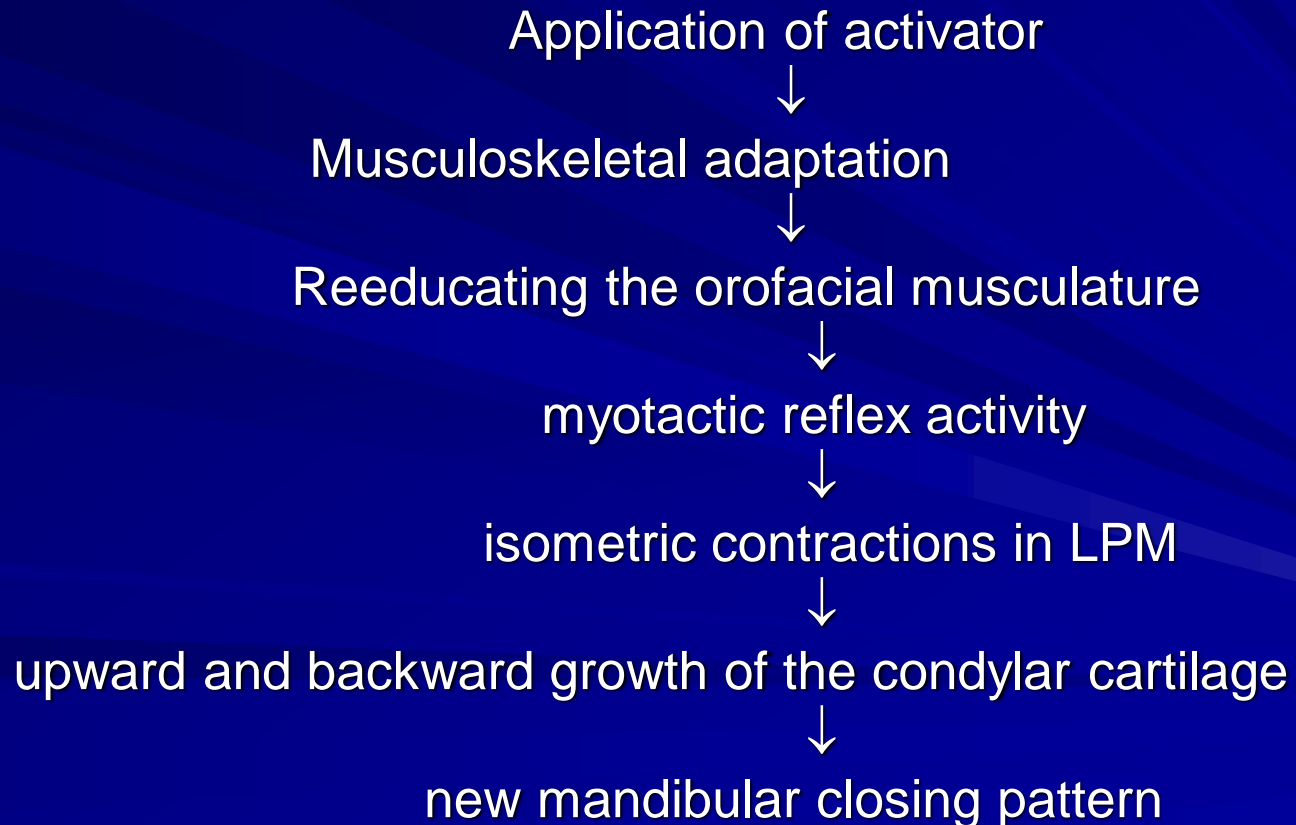 Application of activator
↓
Musculoskeletal adaptation
↓
Reeducating the orofacial musculature
↓
myotactic reflex activity
↓
isometric contractions in LPM
↓
upward and backward growth of the condylar cartilage
↓
new mandibular closing pattern